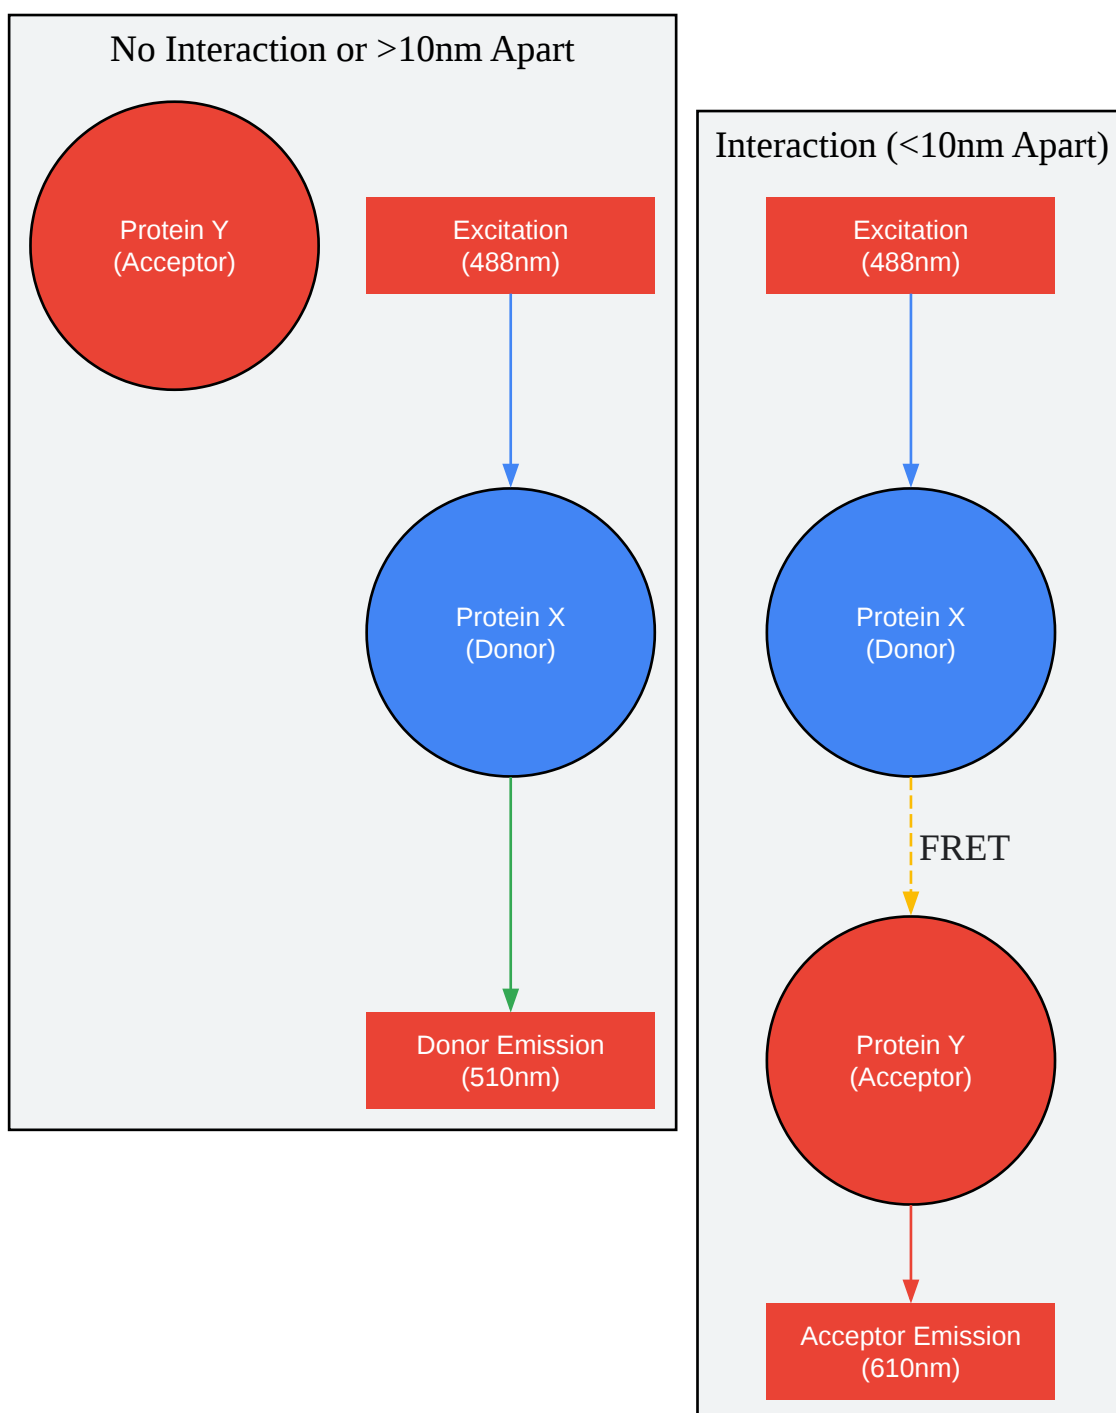 No Interaction or >10nm Apart
Protein Y
(Acceptor)
Excitation
(488nm)
Protein X
(Donor)
Donor Emission
(510nm)
Interaction (<10nm Apart)
Excitation
(488nm)
Protein X
(Donor)
FRET
Protein Y
(Acceptor)
Acceptor Emission
(610nm)